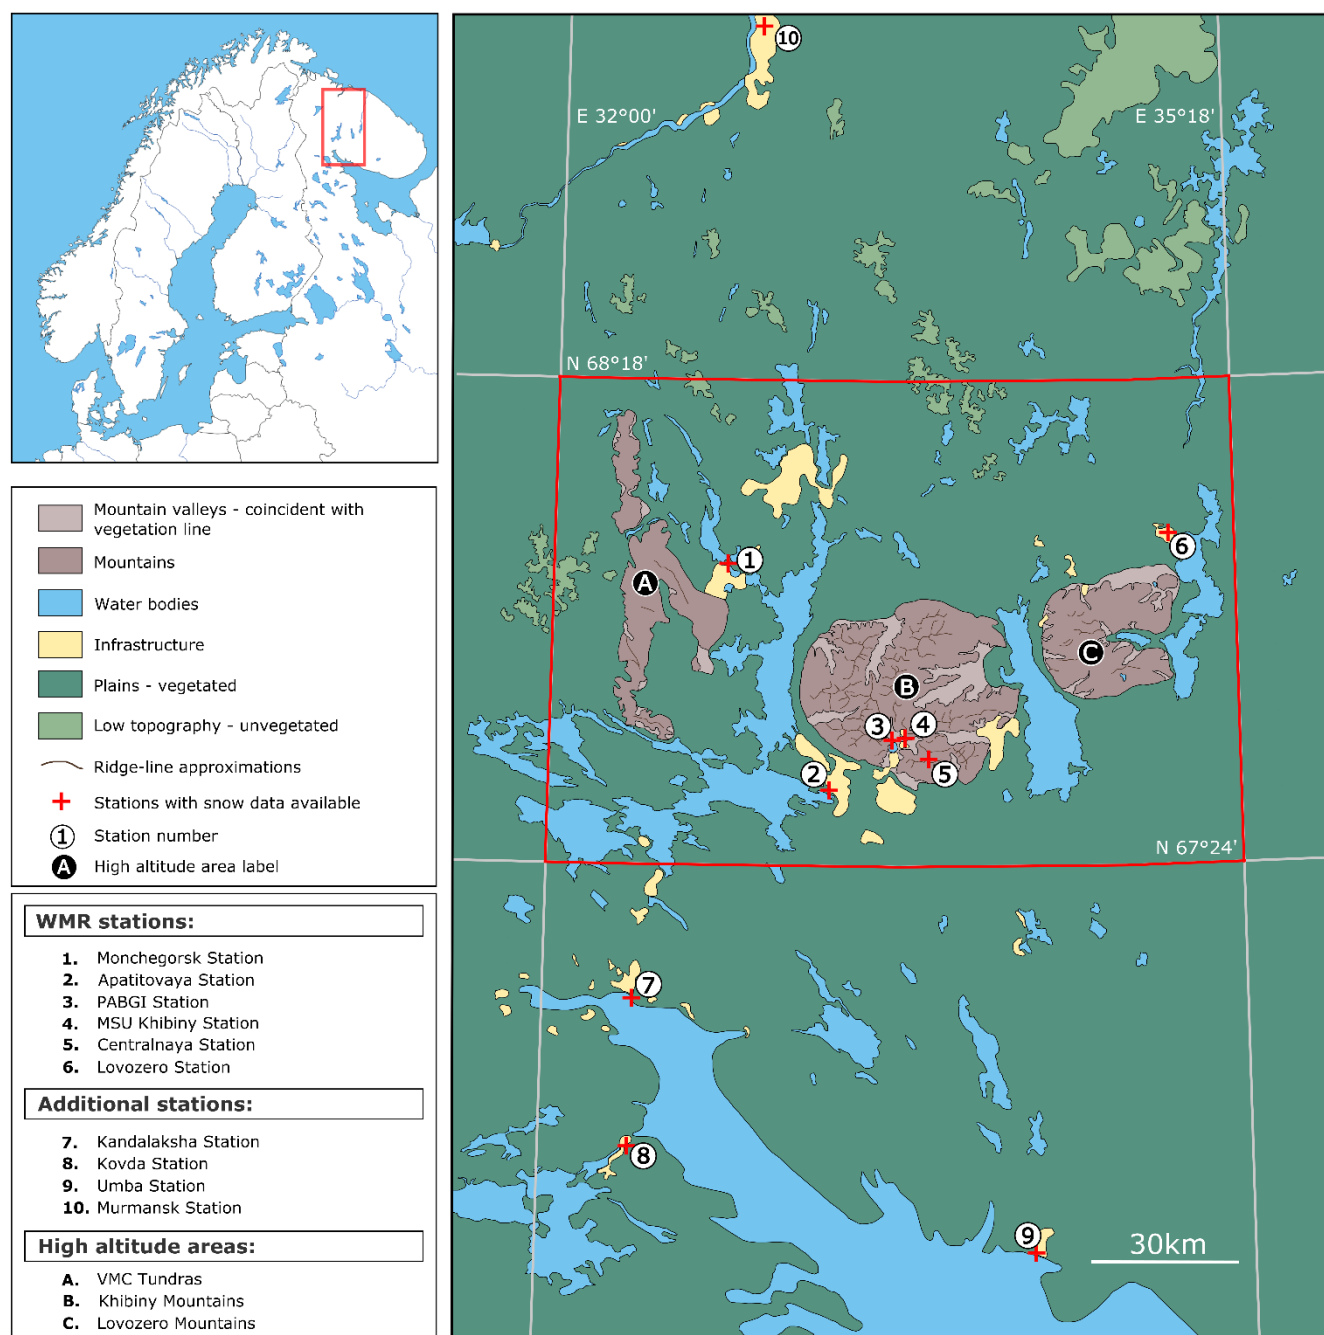 Mountain valleys - coincident with
vegetation line
Mountains
Water bodies
Infrastructure
Plains - vegetated
Low topography - unvegetated
Ridge-line approximations
Stations with snow data available
1 Station number
A High altitude area label
WMR stations:
1. Monchegorsk Station
2. Apatitovaya Station
3. PABGI Station
4. MSU Khibiny Station
5. Centralnaya Station
6. Lovozero Station
Additional stations:
7. Kandalaksha Station
8. Kovda Station
9. Umba Station
10. Murmansk Station
High altitude areas:
A. VMC Tundras
B. Khibiny Mountains
C. Lovozero Mountains
10
E 32°00'
E 35°18'
N 68°18'
6
1
A
C
B
3
4
5
2
N 67°24'
7
8
9
30km